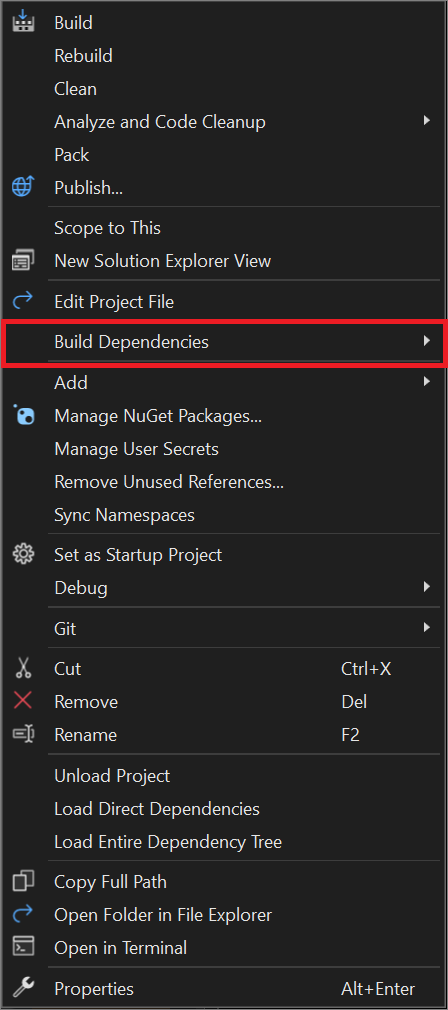 Build
Rebuild
Clean
Analyze and Code Cleanup
Pack
Publish...
Scope to This
New Solution Explorer View
Edit Project File
Build Dependencies
Add
Manage NuGet Packages...
Manage User Secrets
Remove Unused References...
Sync Namespaces
Set as Startup Project
Debug
Git
Cut Ctrl+X
Remove Del
Rename F2
Unload Project
Load Direct Dependencies
Load Entire Dependency Tree
Copy Full Path
Open Folder in File Explorer
Open in Terminal
Properties Alt+Enter